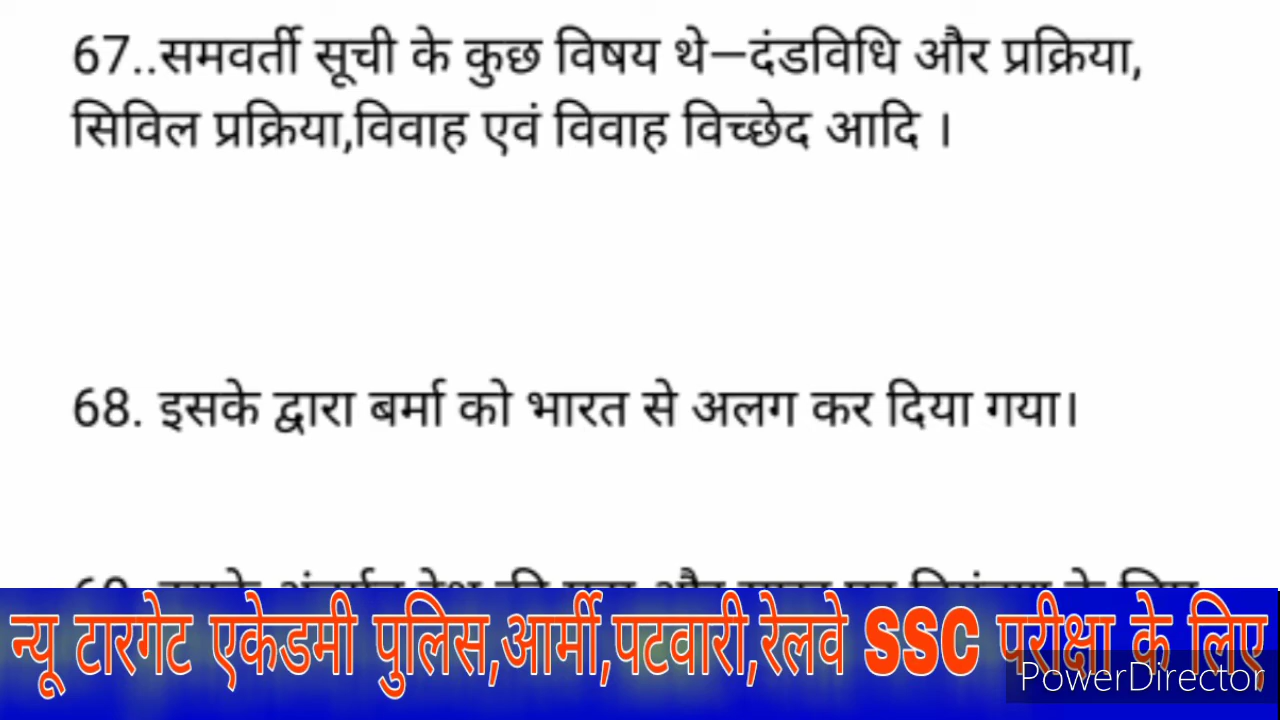 67..समवर्ती सूची के कुछ विषय थे–दंडविधि और प्रक्रिया,
सिविल प्रक्रिया,विवाह एवं विवाह विच्छेद आदि ।
68. इसके द्वारा बर्मा को भारत से अलग कर दिया गया।
न्यू टारगेट एकेडमी पुलिस,आर्मी,पटवारी,रेलवे SSC परीक्षा के लिए
PowerDirector